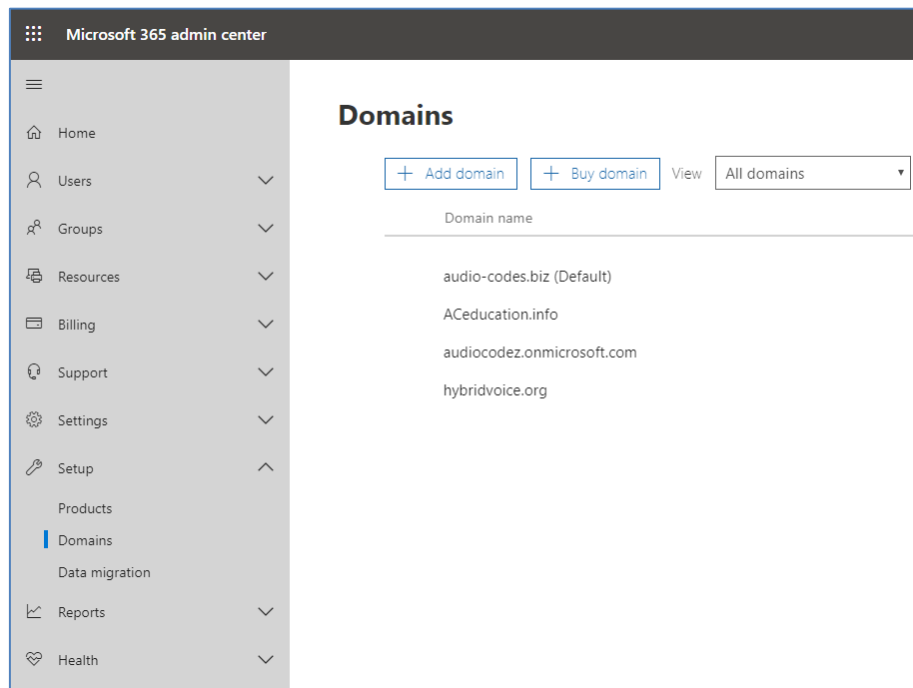 Microsoft 365 admin center
Home
Users
Groups
Resources
Billing
Support
Settings
Setup
Products
Domains
Data migration
Reports
Health
Domains
+ Add domain + Buy domain View All domains
Domain name
audio-codes.biz (Default)
ACeducation.info
audiocodez.onmicrosoft.com
hybridvoice.org